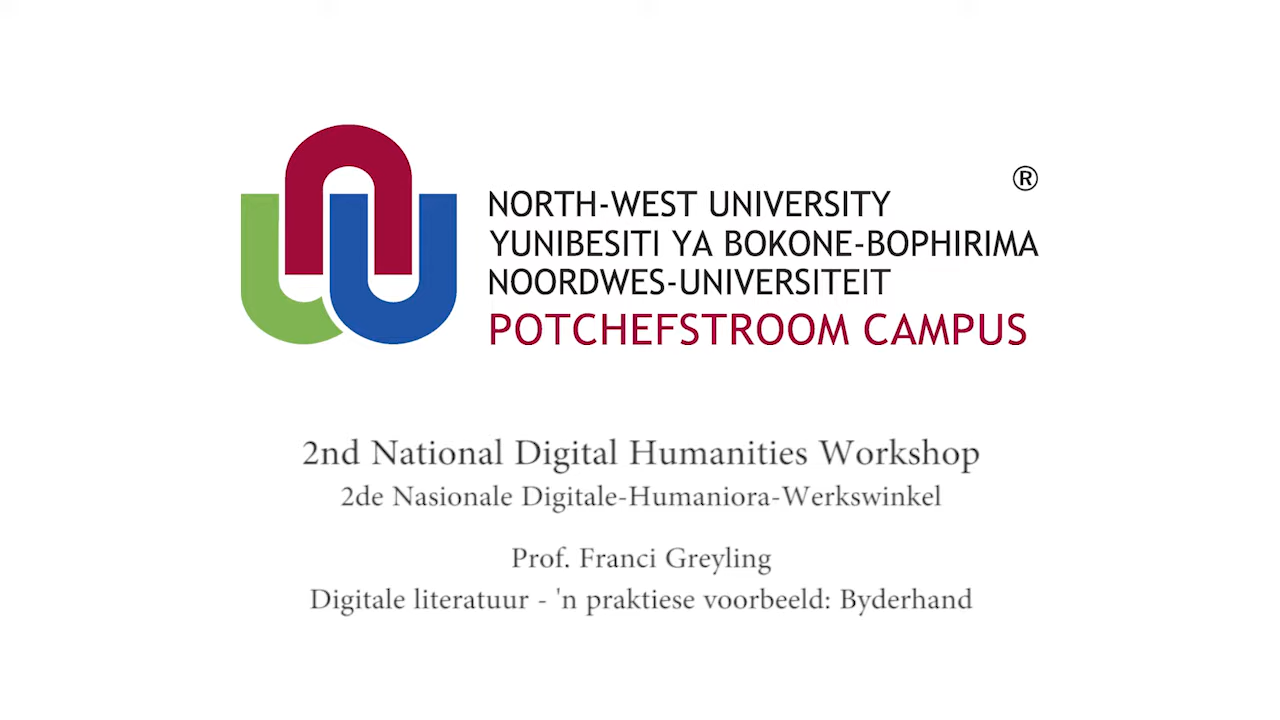 ®
NORTH-WEST UNIVERSITY
YUNIBESITI YA BOKONE-BOPHIRIMA
NOORDWES-UNIVERSITEIT
POTCHEFSTROOM CAMPUS
2nd National Digital Humanities Workshop
2de Nasionale Digitale-Humaniora-Werkswinkel
Prof. Franci Greyling
Digitale literatuur - 'n praktiese voorbeeld: Byderhand